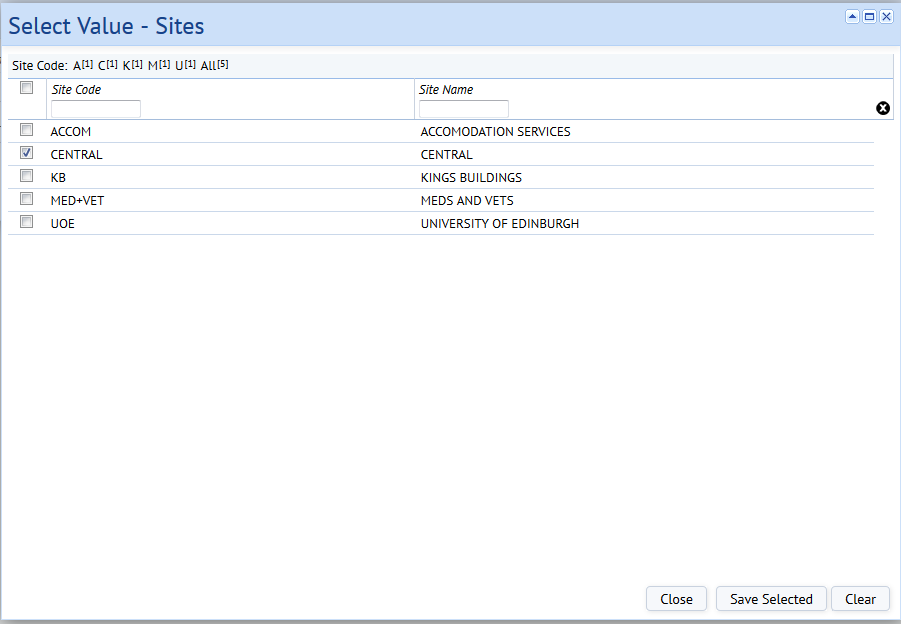 Select Value - Sites
Site Code: A[1] C[1] K[1] M[1] U[1] All[5]
Site Code Site Name
ACCOM ACCOMODATION SERVICES
CENTRAL CENTRAL
KB KINGS BUILDINGS
MED+VET MEDS AND VETS
UOE UNIVERSITY OF EDINBURGH
Close Save Selected Clear